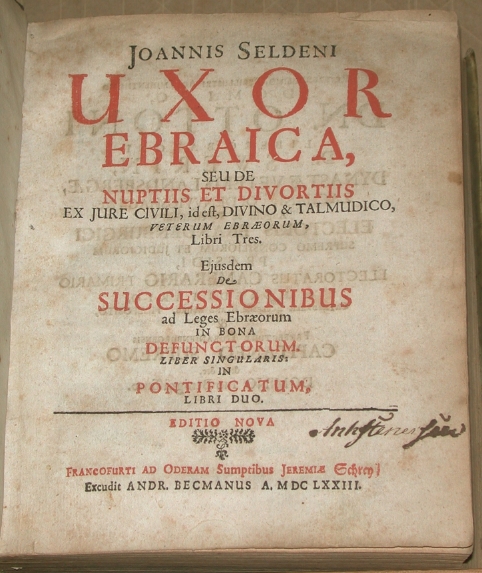 JOANNIS SELDENI
UXOR
EBRAICA,
SEU DE
NUPTIIS ET DIVORTIIS
EX JURE CIVILI, id est, DIVINO & TALMUDICO,
VETERUM EBRÆORUM,
Libri Tres.
Ejusdem
De
SUCCESSIONIBUS
ad Leges Ebræorum
IN BONA
DEFUNCTORUM.
LIBER SINGULARIS:
IN
PONTIFICATUM,
LIBRI DUO.
EDITIO NOVA
FRANCOFURTI AD ODERAM Sumptibus JEREMIÆ Schrey/
Excudit ANDR. BECMANUS A. MDC LXXIII.